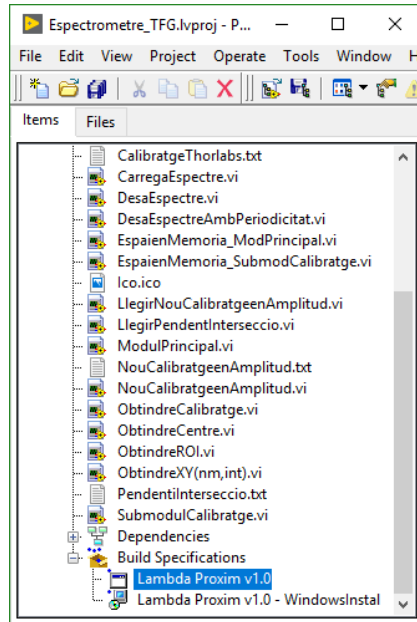 Espectrometre_TFG.lvproj - P...
File Edit View Project Operate Tools Window H
Items Files
CalibratgeThorlabs.txt
CarregaEspectre.vi
DesaEspectre.vi
DesaEspectreAmbPeriodicitat.vi
EspaienMemoria_ModPrincipal.vi
EspaienMemoria_SubmodCalibratge.vi
Ico.ico
LlegirNouCalibratgeenAmplitud.vi
LlegirPendentInterseccio.vi
ModulPrincipal.vi
NouCalibratgeenAmplitud.txt
NouCalibratgeenAmplitud.vi
ObtindreCalibratge.vi
ObtindreCentre.vi
ObtindreROI.vi
ObtindreXY(nm,int).vi
PendentiInterseccio.txt
SubmodulCalibratge.vi
Dependencies
Build Specifications
Lambda Proxim v1.0
Lambda Proxim v1.0 - WindowsInstal